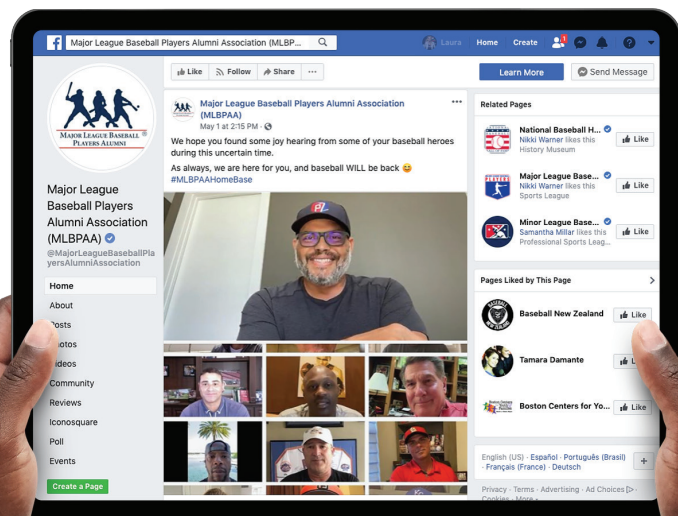 Major League Baseball Players Alumni Association (MLBP...
Laura
Home
Create
1
MAJOR LEAGUE BASEBALL ®
PLAYERS ALUMNI
Major League
Baseball Players
Alumni Association
(MLBPAA)
@MajorLeagueBaseballPla
yersAlumniAssociation
Home
About
Posts
Photos
Videos
Community
Reviews
Iconosquare
Poll
Events
Create a Page
Like
Follow
Share
...
Learn More
Send Message
Major League Baseball Players Alumni Association
(MLBPAA)
May 1 at 2:15 PM ·
We hope you found some joy hearing from some of your baseball heroes
during this uncertain time.
As always, we are here for you, and baseball WILL be back 😄
#MLBPAAHomeBase
Related Pages
National Baseball H...
Nikki Warner likes this
History Museum
Like
Major League Base...
Nikki Warner likes this
Sports League
Like
Minor League Base...
Samantha Millar likes this
Professional Sports Leag...
Like
Pages Liked by This Page
BASEBALL
NEW ZEALAND
Baseball New Zealand
Like
Tamara Damante
Boston Centers for Yo...
Like
English (US) · Español · Português (Brasil)
· Français (France) · Deutsch
Privacy · Terms · Advertising · Ad Choices ·
Cookies · More